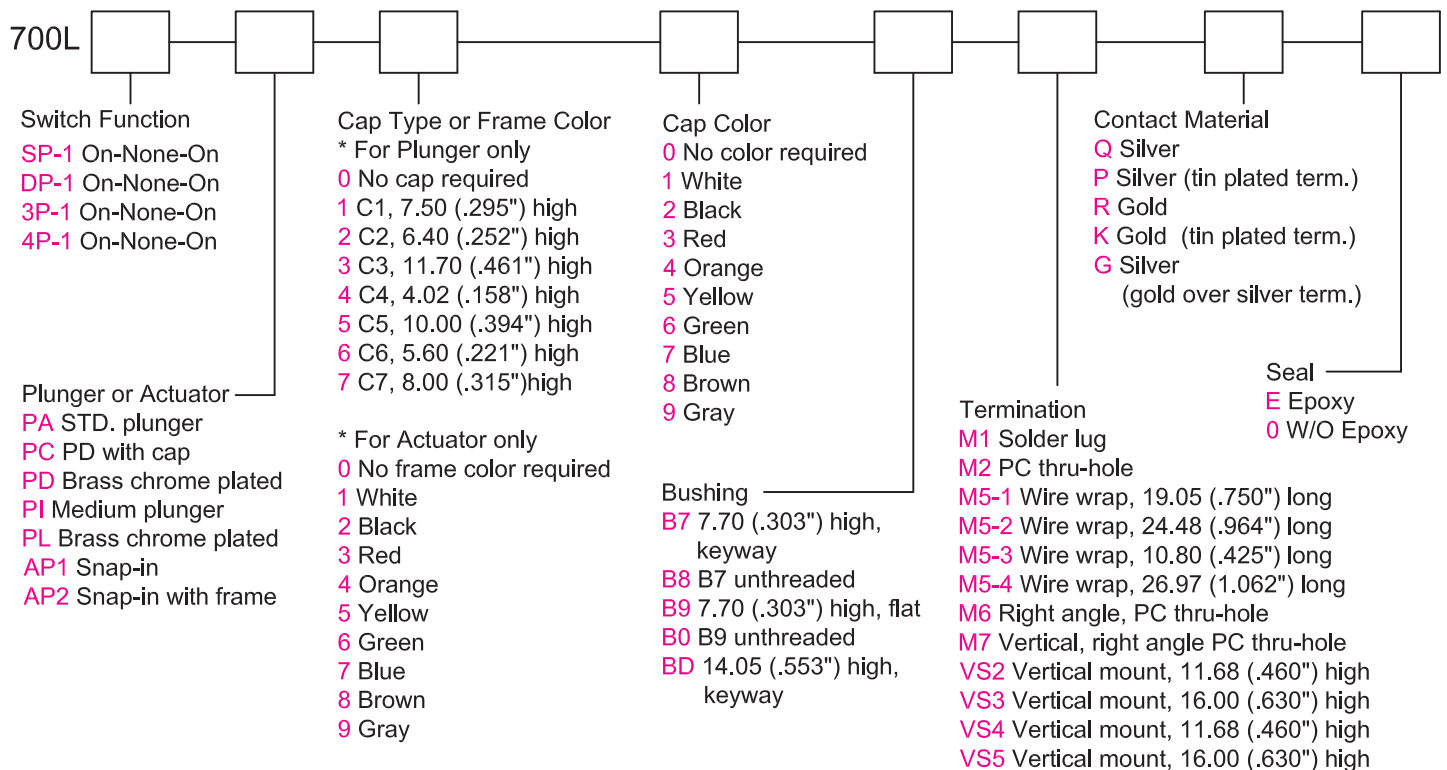 700L
Switch Function
SP-1 On-None-On
DP-1 On-None-On
3P-1 On-None-On
4P-1 On-None-On
Plunger or Actuator
PA STD. plunger
PC PD with cap
PD Brass chrome plated
PI Medium plunger
PL Brass chrome plated
AP1 Snap-in
AP2 Snap-in with frame
Cap Type or Frame Color
* For Plunger only
0 No cap required
1 C1, 7.50 (.295") high
2 C2, 6.40 (.252") high
3 C3, 11.70 (.461") high
4 C4, 4.02 (.158") high
5 C5, 10.00 (.394") high
6 C6, 5.60 (.221") high
7 C7, 8.00 (.315")high
* For Actuator only
0 No frame color required
1 White
2 Black
3 Red
4 Orange
5 Yellow
6 Green
7 Blue
8 Brown
9 Gray
Cap Color
0 No color required
1 White
2 Black
3 Red
4 Orange
5 Yellow
6 Green
7 Blue
8 Brown
9 Gray
Bushing
B7 7.70 (.303") high,
keyway
B8 B7 unthreaded
B9 7.70 (.303") high, flat
B0 B9 unthreaded
BD 14.05 (.553") high,
keyway
Termination
M1 Solder lug
M2 PC thru-hole
M5-1 Wire wrap, 19.05 (.750") long
M5-2 Wire wrap, 24.48 (.964") long
M5-3 Wire wrap, 10.80 (.425") long
M5-4 Wire wrap, 26.97 (1.062") long
M6 Right angle, PC thru-hole
M7 Vertical, right angle PC thru-hole
VS2 Vertical mount, 11.68 (.460") high
VS3 Vertical mount, 16.00 (.630") high
VS4 Vertical mount, 11.68 (.460") high
VS5 Vertical mount, 16.00 (.630") high
Contact Material
Q Silver
P Silver (tin plated term.)
R Gold
K Gold (tin plated term.)
G Silver
(gold over silver term.)
Seal
E Epoxy
0 W/O Epoxy